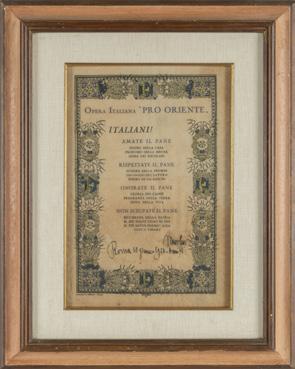 OPERA ITALIANA "PRO ORIENTE"
ITALIANI!
AMATE IL PANE
CUORE DELLA CASA
PROFUMO DELLA MENSA
GIOIA DEI FOCOLARI
RISPETTATE IL PANE
SUDORE DELLA FRONTE
ORGOGLIO DEL LAVORO
POEMA DI SACRIFICIO
ONORATE IL PANE
GLORIA DEI CAMPI
FRAGRANZA DELLA TERRA
FESTA DELLA VITA
NON SCIUPATE IL PANE
RICCHEZZA DELLA PATRIA
IL PIÙ SOAVE DONO DI DIO
IL PIÙ SANTO PREMIO ALLA
FATICA UMANA
Roma